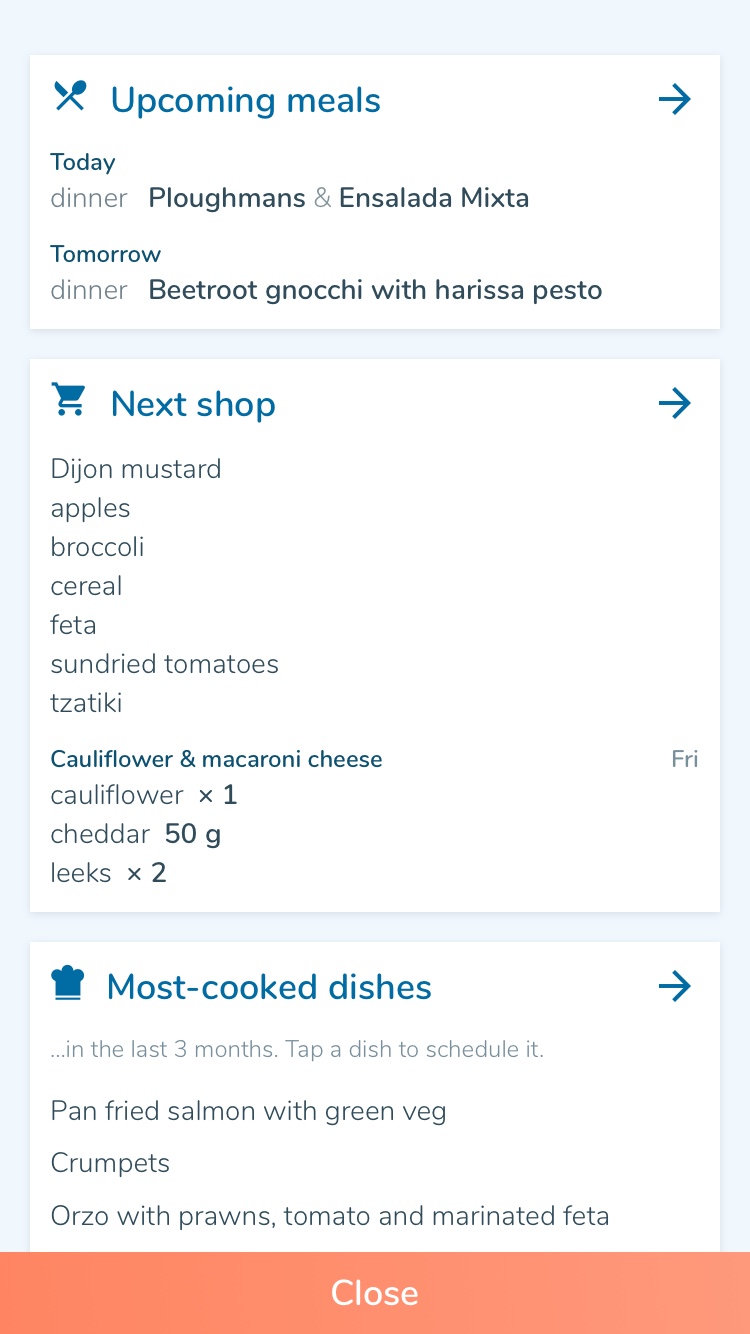 Upcoming meals
Today
dinner Ploughmans & Ensalada Mixta
Tomorrow
dinner Beetroot gnocchi with harissa pesto
Next shop
Dijon mustard
apples
broccoli
cereal
feta
sundried tomatoes
tzatiki
Cauliflower & macaroni cheese Fri
cauliflower × 1
cheddar 50 g
leeks × 2
Most-cooked dishes
...in the last 3 months. Tap a dish to schedule it.
Pan fried salmon with green veg
Crumpets
Orzo with prawns, tomato and marinated feta
Close